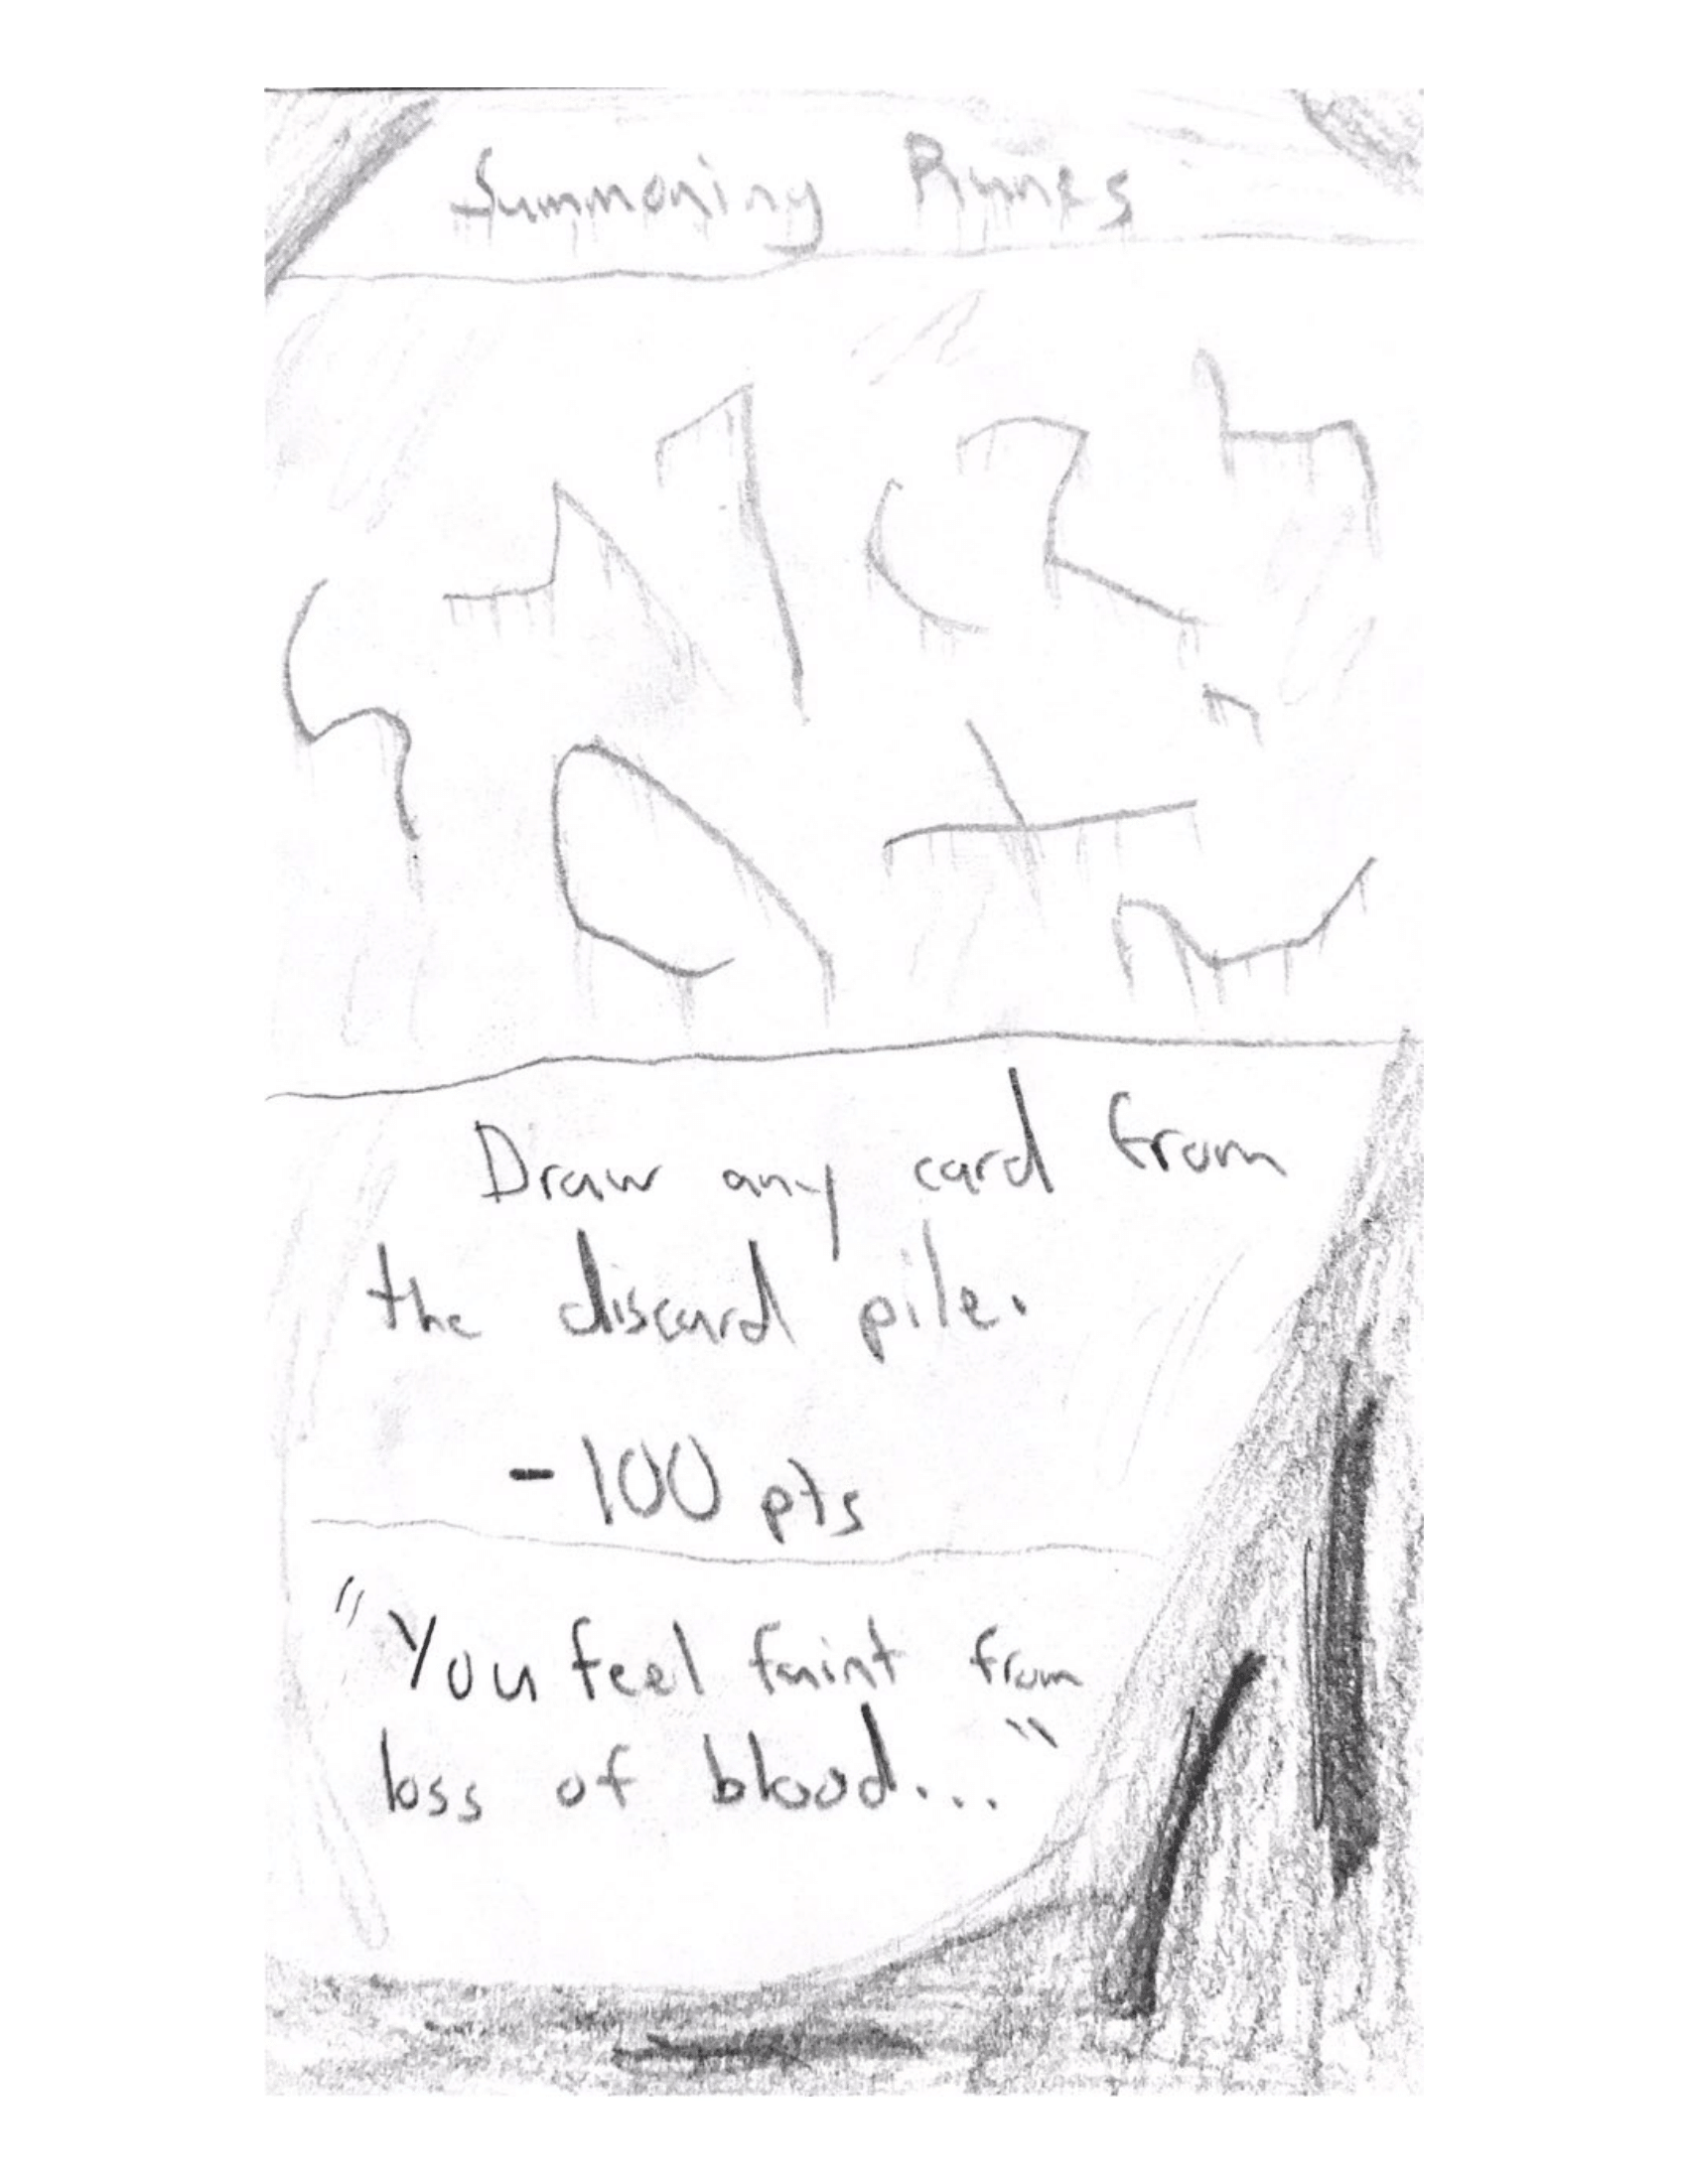 Summoning Runes
Draw any card from
the discard pile.
- 100 pts
"You feel faint from
loss of blood..."